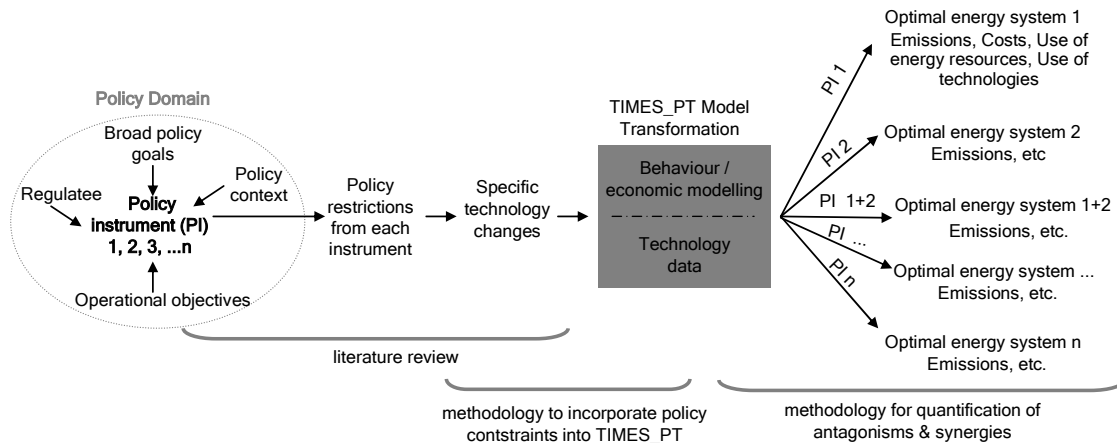 Policy Domain
Broad policy
goals
Regulatee
Policy
context
Policy
instrument (PI)
1, 2, 3, ...n
Operational objectives
Policy
restrictions
from each
instrument
Specific
technology
changes
TIMES_PT Model
Transformation
Behaviour /
economic modelling
Technology
data
PI 1
PI 2
PI 1+2
PI ...
PI n
Optimal energy system 1
Emissions, Costs, Use of
energy resources, Use of
technologies
Optimal energy system 2
Emissions, etc
Optimal energy system 1+2
Emissions, etc.
Optimal energy system ...
Emissions, etc.
Optimal energy system n
Emissions, etc.
literature review
methodology to incorporate policy
contstraints into TIMES_PT
methodology for quantification of
antagonisms & synergies